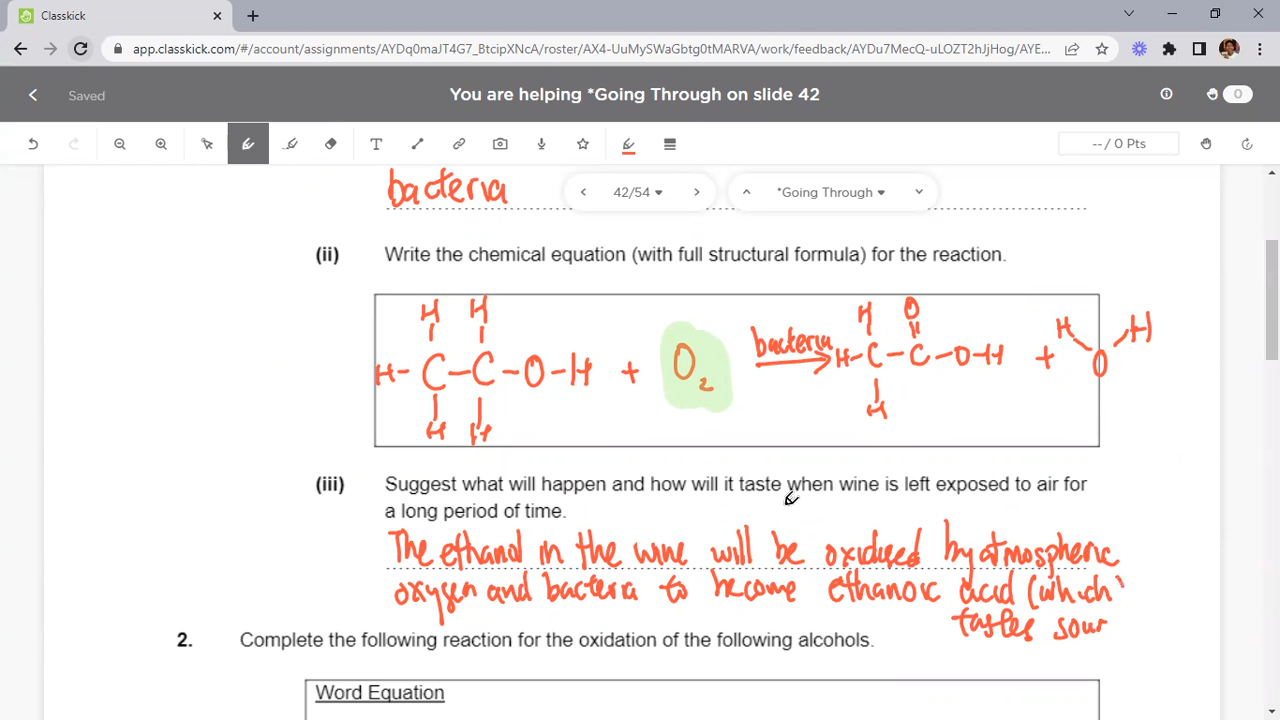 Classkick
app.classkick.com/#/account/assignments/AYDq0maJT4G7_BtcipXNcA/roster/AX4-UuMySWaGbtg0tMARVA/work/feedback/AYDu7MecQ-uLOZT2hJjHog/AYE...
Saved
You are helping *Going Through on slide 42
0
T
-- / 0 Pts
bacteria
42/54
*Going Through
(ii) Write the chemical equation (with full structural formula) for the reaction.
H H H O H H
bacteria
H-C-C-O-H + O2 → H-C-C-O-H + O
H H H
(iii) Suggest what will happen and how will it taste when wine is left exposed to air for
a long period of time.
The ethanol in the wine will be oxidised by atmospheric
oxygen and bacteria to become ethanoic acid (which
tastes sour
2. Complete the following reaction for the oxidation of the following alcohols.
Word Equation